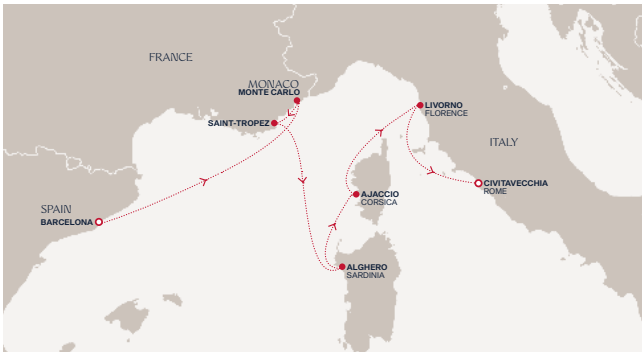 FRANCE
MONACO
MONTE CARLO
SAINT-TROPEZ
LIVORNO
FLORENCE
ITALY
CIVITAVECCHIA
ROME
AJACCIO
CORSICA
SPAIN
BARCELONA
ALGHERO
SARDINIA